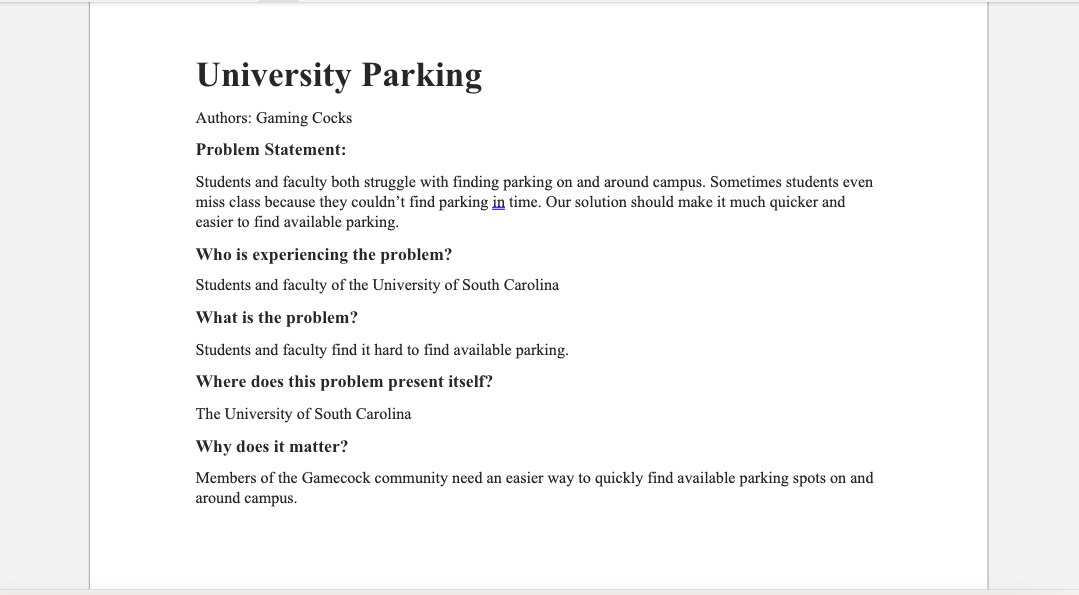 University Parking
Authors: Gaming Cocks
Problem Statement:
Students and faculty both struggle with finding parking on and around campus. Sometimes students even
miss class because they couldn’t find parking in time. Our solution should make it much quicker and
easier to find available parking.
Who is experiencing the problem?
Students and faculty of the University of South Carolina
What is the problem?
Students and faculty find it hard to find available parking.
Where does this problem present itself?
The University of South Carolina
Why does it matter?
Members of the Gamecock community need an easier way to quickly find available parking spots on and
around campus.